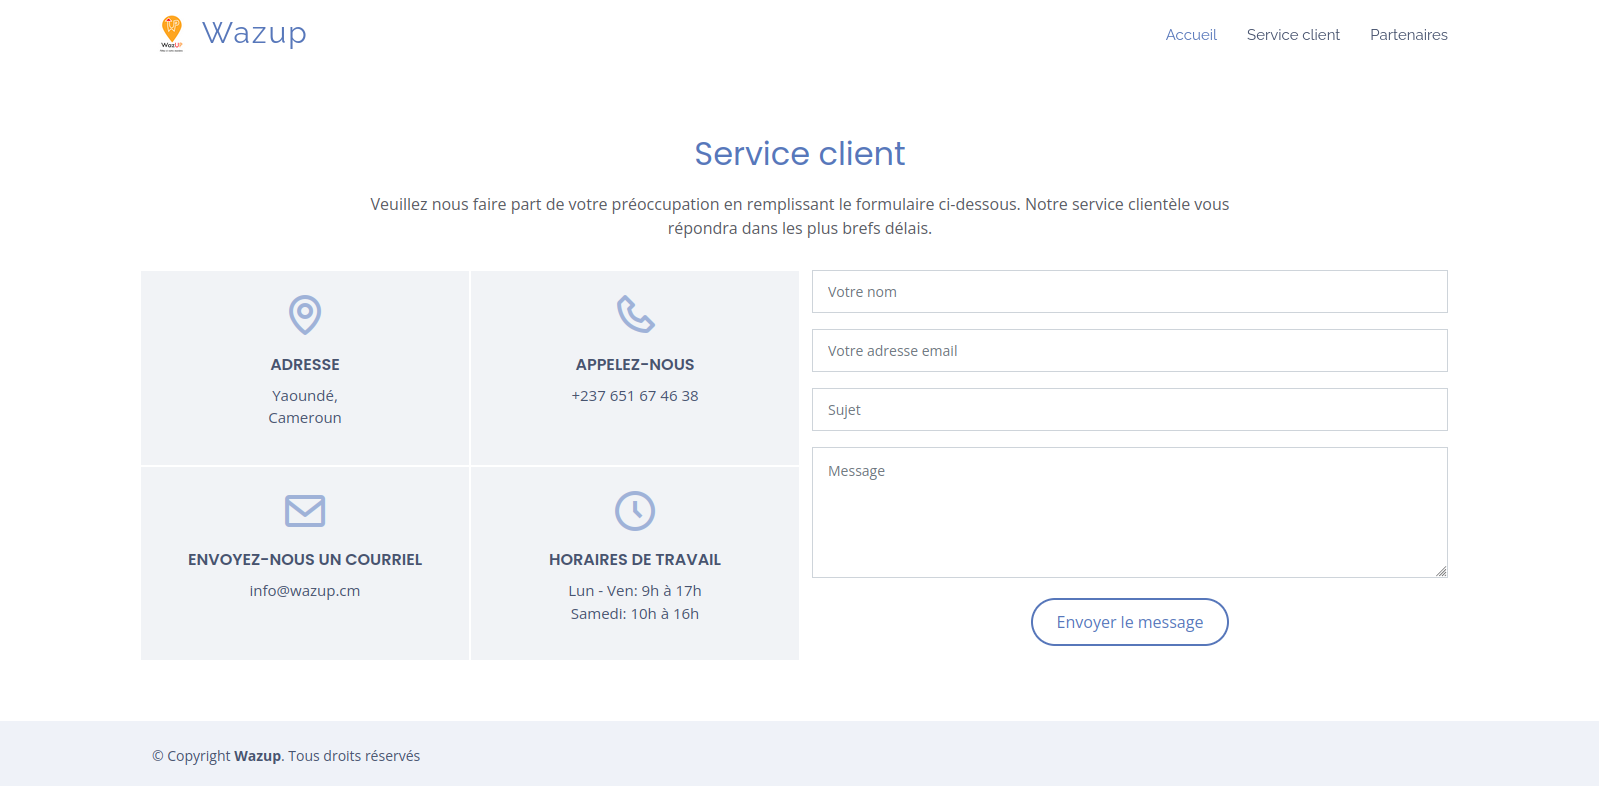 WazUP
Wazup
Accueil
Service client
Partenaires
Service client
Veuillez nous faire part de votre préoccupation en remplissant le formulaire ci-dessous. Notre service clientèle vous
répondra dans les plus brefs délais.
ADRESSE
Yaoundé,
Cameroun
APPELEZ-NOUS
+237 651 67 46 38
ENVOYEZ-NOUS UN COURRIEL
info@wazup.cm
HORAIRES DE TRAVAIL
Lun - Ven: 9h à 17h
Samedi: 10h à 16h
Votre nom
Votre adresse email
Sujet
Message
Envoyer le message
© Copyright Wazup. Tous droits réservés